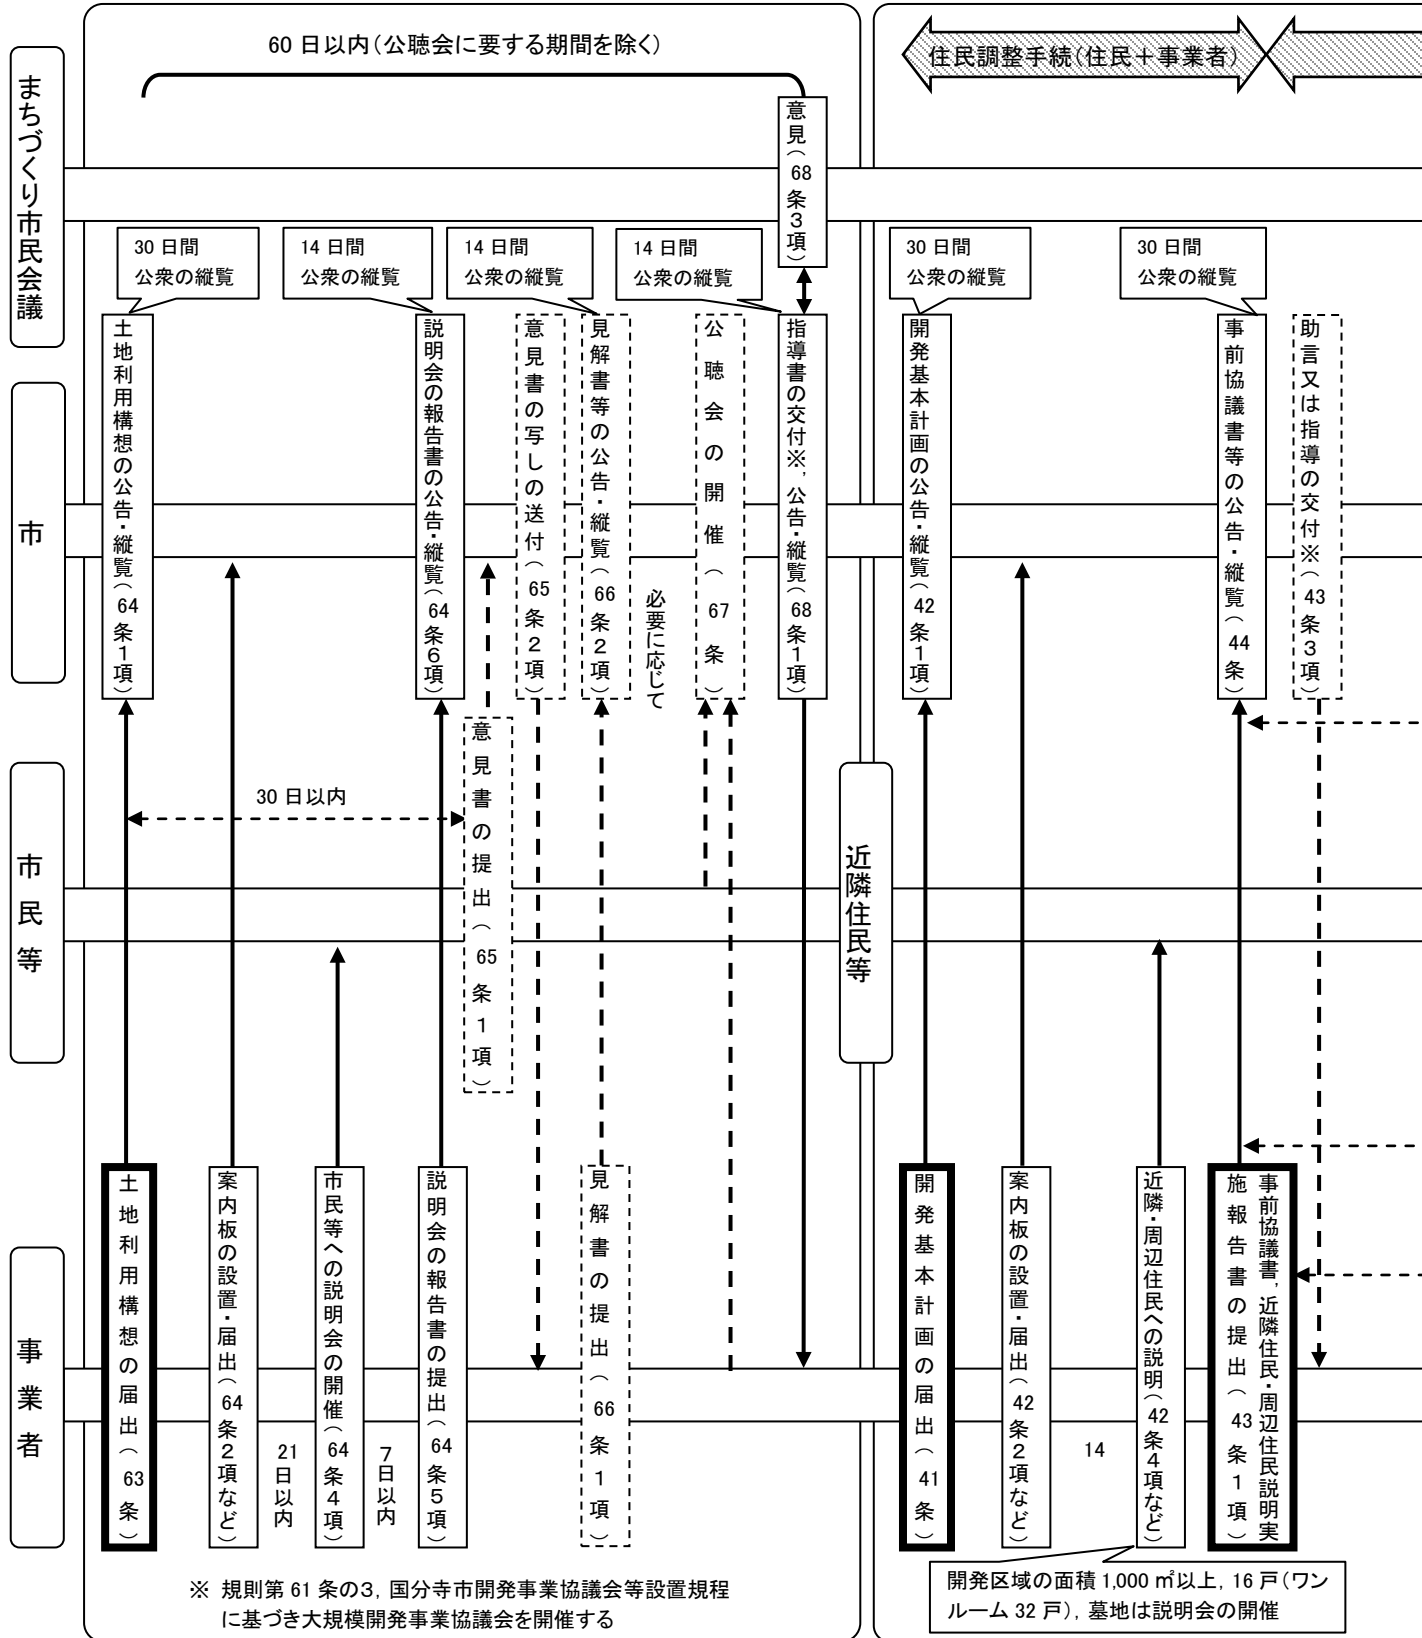 60 日以内（公聴会に要する期間を除く）
住民調整手続（住民＋事業者）
まちづくり市民会議
意見（68条３項）
30 日間
公衆の縦覧
14 日間
公衆の縦覧
14 日間
公衆の縦覧
14 日間
公衆の縦覧
30 日間
公衆の縦覧
30 日間
公衆の縦覧
市
土地利用構想の公告・縦覧（64条１項）
説明会の報告書の公告・縦覧（64条６項）
意見書の写しの送付（65条２項）
見解等の公告・縦覧（66条２項）
必要に応じて
公聴会の開催（67条）
指導書の交付※，公告・縦覧（68条１項）
開発基本計画の公告・縦覧（42条１項）
事前協議書等の公告・縦覧（44条）
助言又は指導の交付※（43条３項）
市民等
30 日以内
意見書の提出（65条１項）
近隣住民等
事業者
土地利用構想の届出（63条）
案内板の設置・届出（64条２項など）
21日以内
市民等への説明会の開催（64条４項）
７日以内
説明会の報告書の提出（64条５項）
見解書の提出（66条１項）
開発基本計画の届出（41条）
案内板の設置・届出（42条２項など）
14
近隣・周辺住民への説明（42条４項など）
事前協議書，近隣住民・周辺住民説明実
施報告書の提出（43条１項）
※ 規則第 61 条の３，国分寺市開発事業協議会等設置規程
に基づき大規模開発事業協議会を開催する
開発区域の面積 1,000 ㎡以上，16 戸（ワン
ルーム 32 戸），墓地は説明会の開催